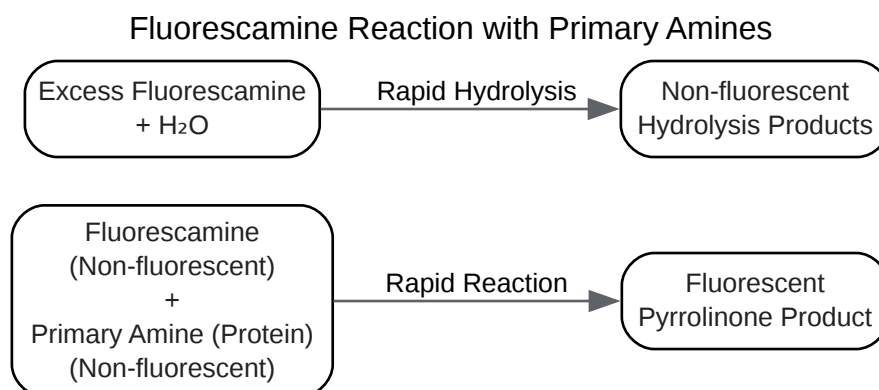 Fluorescamine Reaction with Primary Amines
Excess Fluorescamine
+ H₂O
Rapid Hydrolysis
Non-fluorescent
Hydrolysis Products
Fluorescamine
(Non-fluorescent)
+
Primary Amine (Protein)
(Non-fluorescent)
Rapid Reaction
Fluorescent
Pyrrolinone Product